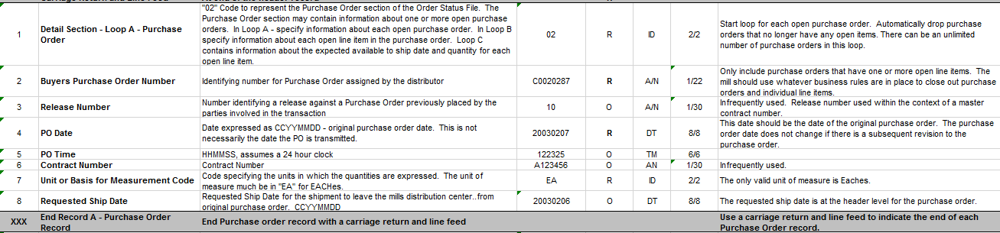 1
Detail Section - Loop A - Purchase
Order
"02" Code to represent the Purchase Order section of the Order Status File. The
Purchase Order section may contain information about one or more open purchase
orders. In Loop A - specify information about each open purchase order. In Loop B
specify information about each open line item in the purchase order. Loop C
contains information about the expected available to ship date and quantity for each
open line item.
02
R
ID
2/2
Start loop for each open purchase order. Automatically drop purchase
orders that no longer have any open items. There can be an unlimited
number of purchase orders in this loop.
2
Buyers Purchase Order Number
Identifying number for Purchase Order assigned by the distributor
C0020287
R
A/N
1/22
Only include purchase orders that have one or more open line items. The
mill should use whatever business rules are in place to close out purchase
orders and individual line items.
3
Release Number
Number identifying a release against a Purchase Order previously placed by the
parties involved in the transaction
10
O
A/N
1/30
Infrequently used. Release number used within the context of a master
contract number.
4
PO Date
Date expressed as CCYYMMDD - original purchase order date. This is not
necessarily the date the PO is transmitted.
20030207
R
DT
8/8
This date should be the date of the original purchase order. The purchase
order date does not change if there is a subsequent revision to the
purchase order.
5
PO Time
HHMMSS, assumes a 24 hour clock
122325
O
TM
6/6
6
Contract Number
Contract Number
A123456
O
AN
1/30
Infrequently used.
7
Unit or Basis for Measurement Code
Code specifying the units in which the quantities are expressed. The unit of
measure much be in "EA" for EACHes.
EA
R
ID
2/2
The only valid unit of measure is Eaches.
8
Requested Ship Date
Requested Ship Date for the shipment to leave the mills distribution center..from
original purchase order. CCYYMMDD
20030206
O
DT
8/8
The requested ship date is at the header level for the purchase order.
XXX
End Record A - Purchase Order
Record
End Purchase order record with a carriage return and line feed
Use a carriage return and line feed to indicate the end of each
Purchase Order record.